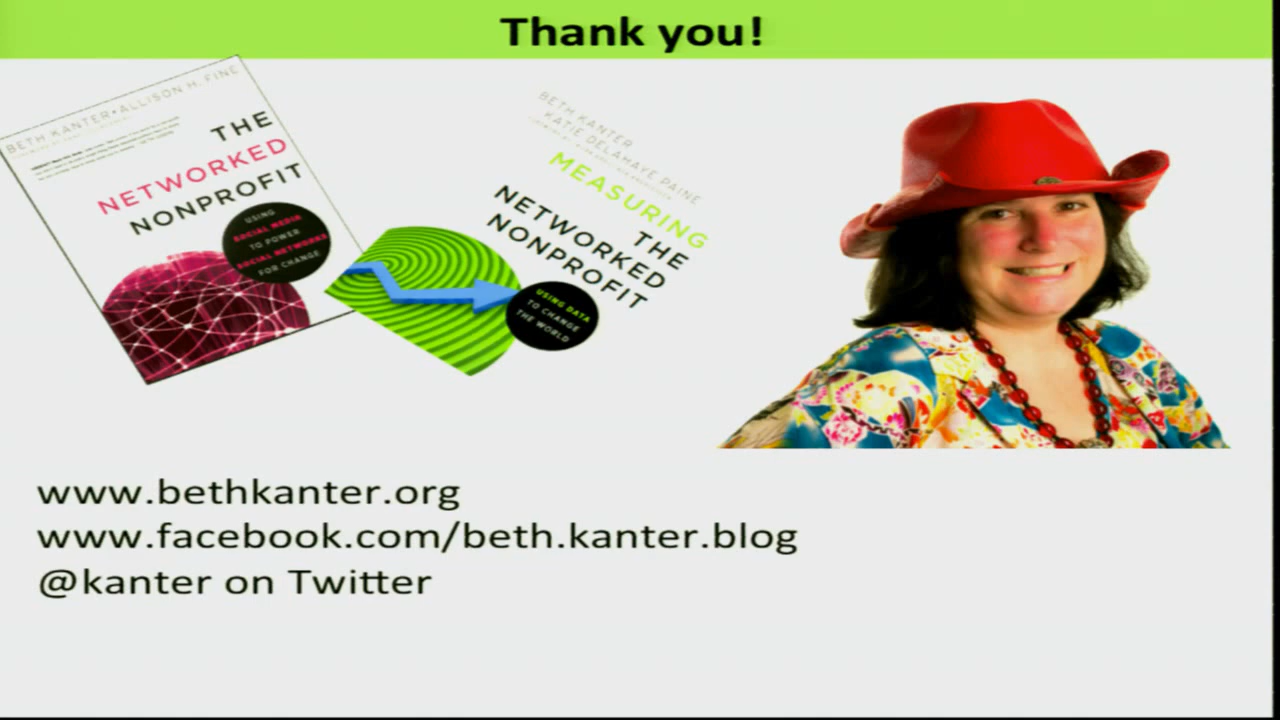 Thank you!
BETH KANTER • ALLISON H. FINE
THE
NETWORKED
NONPROFIT
USING
SOCIAL MEDIA
TO POWER
SOCIAL NETWORKS
FOR CHANGE
BETH KANTER
KATIE DELAHAYE PAINE
MEASURING
THE
NETWORKED
NONPROFIT
USING DATA
TO CHANGE
THE WORLD
www.bethkanter.org
www.facebook.com/beth.kanter.blog
@kanter on Twitter